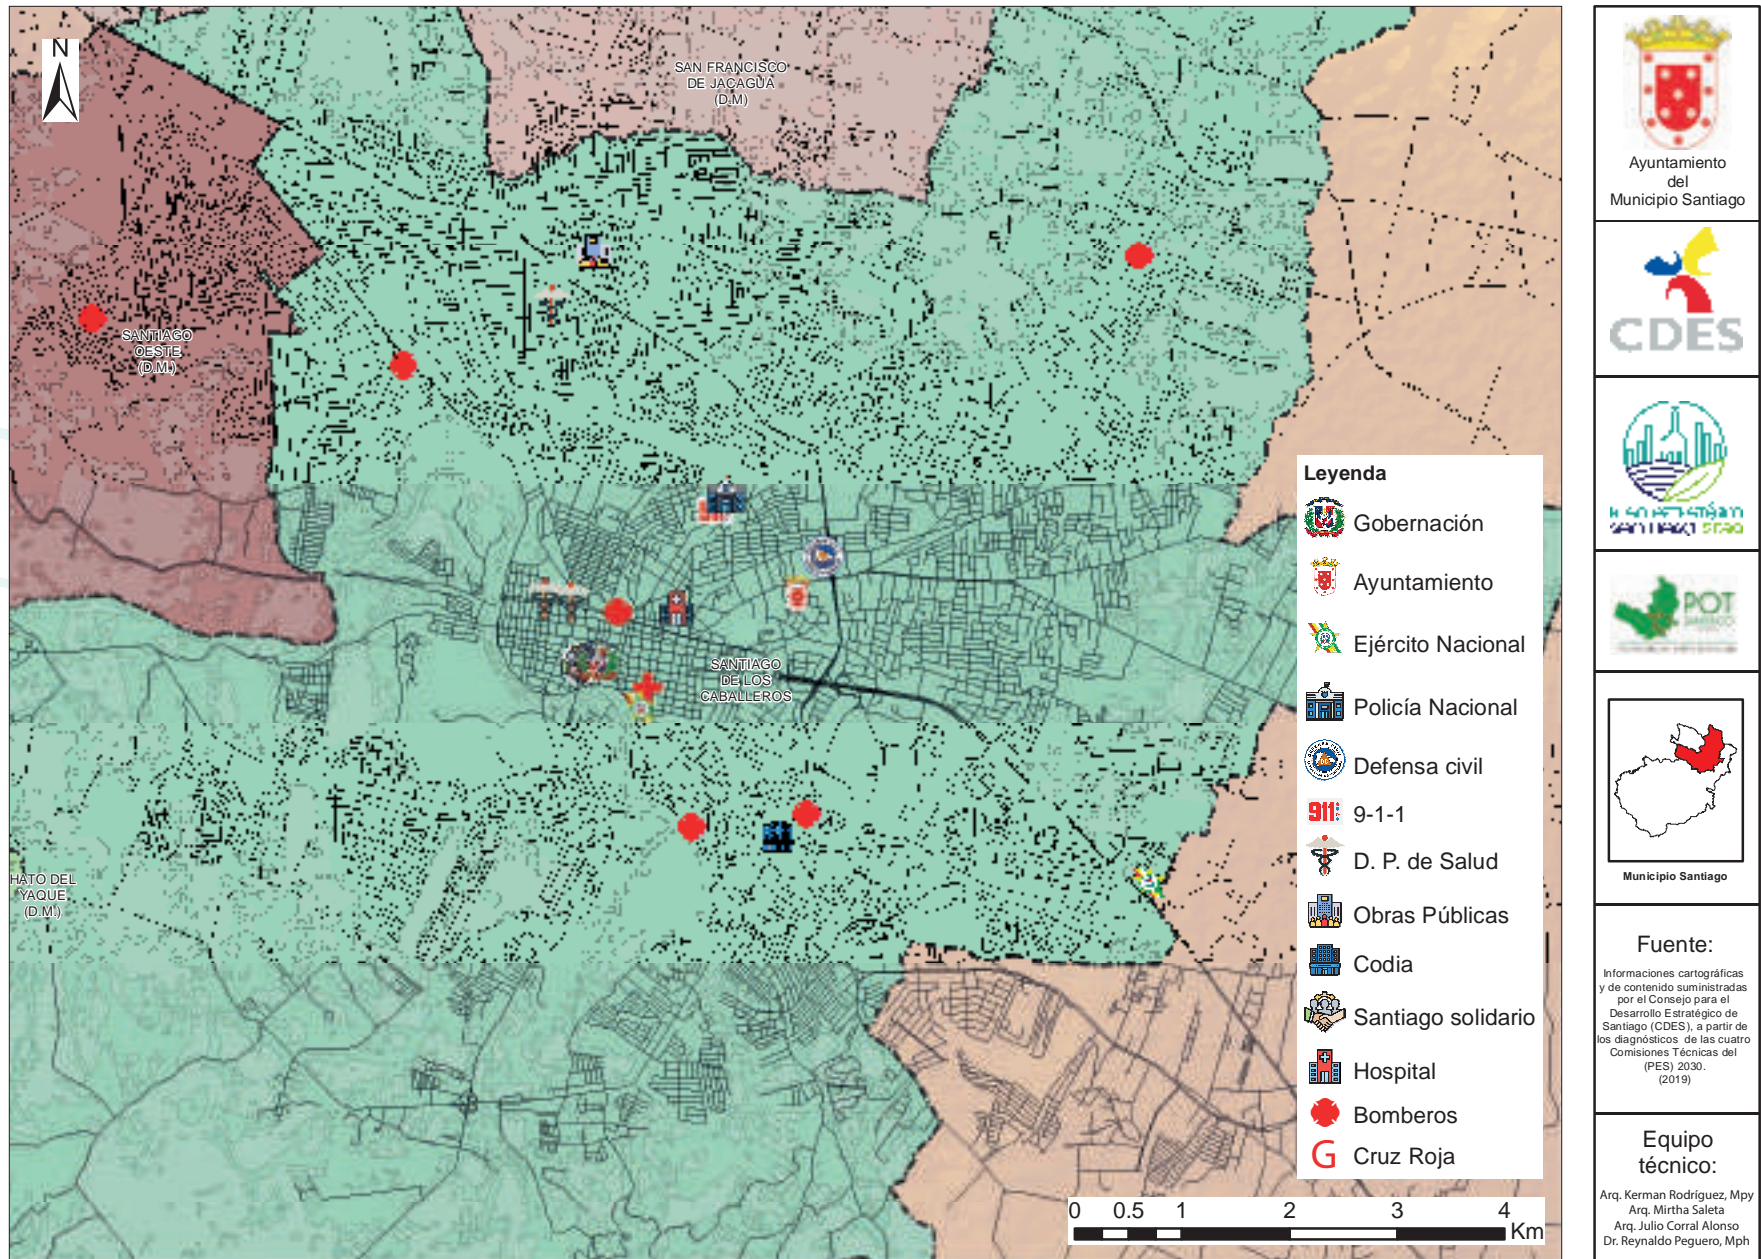 N
SAN FRANCISCO
DE JACAGUA
(D.M)
SANTIAGO
OESTE
(D.M.)
SANTIAGO
DE LOS
CABALLEROS
HATO DEL
YAQUE
(D.M.)
Leyenda
Gobernación
Ayuntamiento
Ejército Nacional
Policía Nacional
Defensa civil
911 9-1-1
D. P. de Salud
Obras Públicas
Codia
Santiago solidario
Hospital
Bomberos
G Cruz Roja
0 0.5 1 2 3 4
Km
Ayuntamiento
del
Municipio Santiago
CDES
POT
Municipio Santiago
Fuente:
Informaciones cartográficas
y de contenido suministradas
por el Consejo para el
Desarrollo Estratégico de
Santiago (CDES), a partir de
los diagnósticos de las cuatro
Comisiones Técnicas del
(PES) 2030.
(2019)
Equipo
técnico:
Arq. Kerman Rodríguez, Mpy
Arq. Mirtha Saleta
Arq. Julio Corral Alonso
Dr. Reynaldo Peguero, Mph